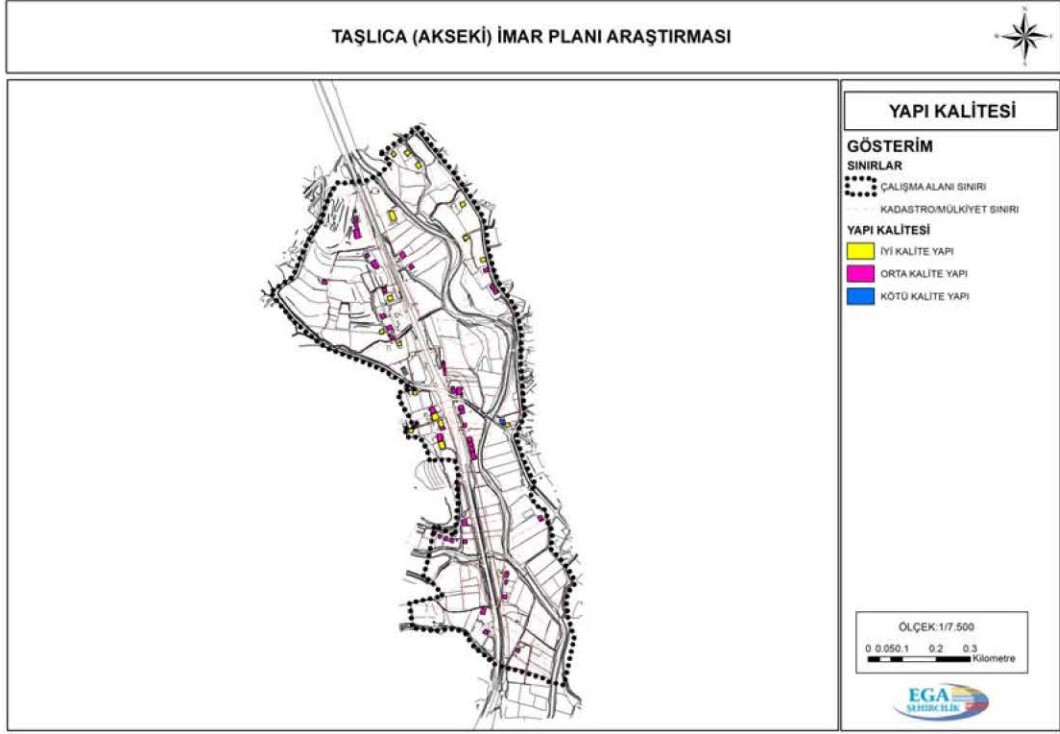 TAŞLICA (AKSEKİ) İMAR PLANI ARAŞTIRMASI
YAPI KALİTESİ
GÖSTERİM
SINIRLAR
ÇALIŞMA ALANI SINIRI
KADASTRO/MÜLKİYET SINIRI
YAPI KALİTESİ
İYİ KALİTE YAPI
ORTA KALİTE YAPI
KÖTÜ KALİTE YAPI
ÖLÇEK:1/7.500
0 0.050.1 0.2 0.3
Kilometre
EGA
ŞEHİRCİLİK